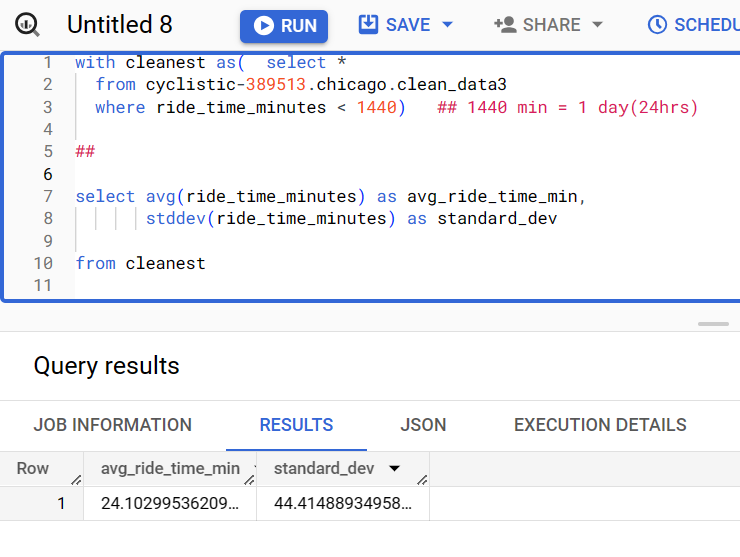 Untitled 8 RUN SAVE SHARE SCHEDU
1 with cleanest as(  select *
2 from cyclistic-389513.chicago.clean_data3
3 where ride_time_minutes < 1440)   ## 1440 min = 1 day(24hrs)
4
5 ##
6
7 select avg(ride_time_minutes) as avg_ride_time_min,
8 stddev(ride_time_minutes) as standard_dev
9
10 from cleanest
11
Query results
JOB INFORMATION RESULTS JSON EXECUTION DETAILS
Row avg_ride_time_min standard_dev
1 24.10299536209... 44.41488934958...